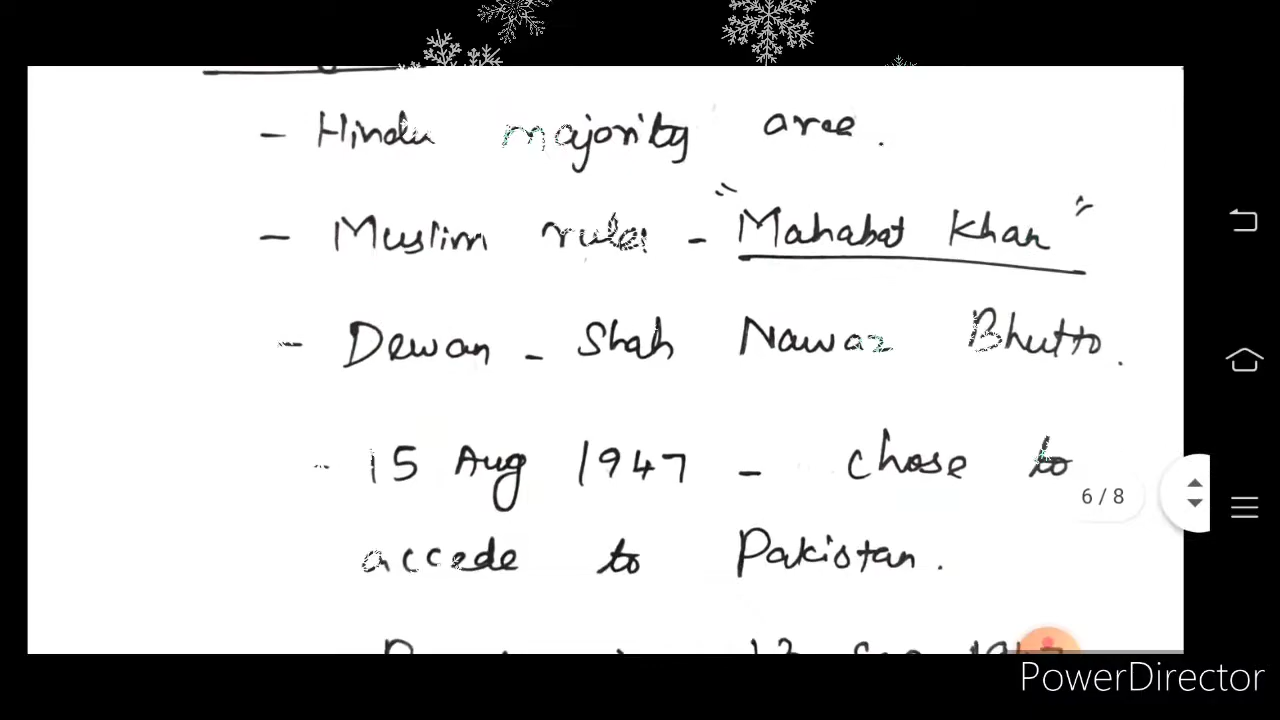 - Hindu majority area.
- Muslim ruler - "Mahabat Khan"
- Dewan - Shah Nawaz Bhutto.
- 15 Aug 1947 - chose to
6 / 8
accede to Pakistan.
PowerDirector